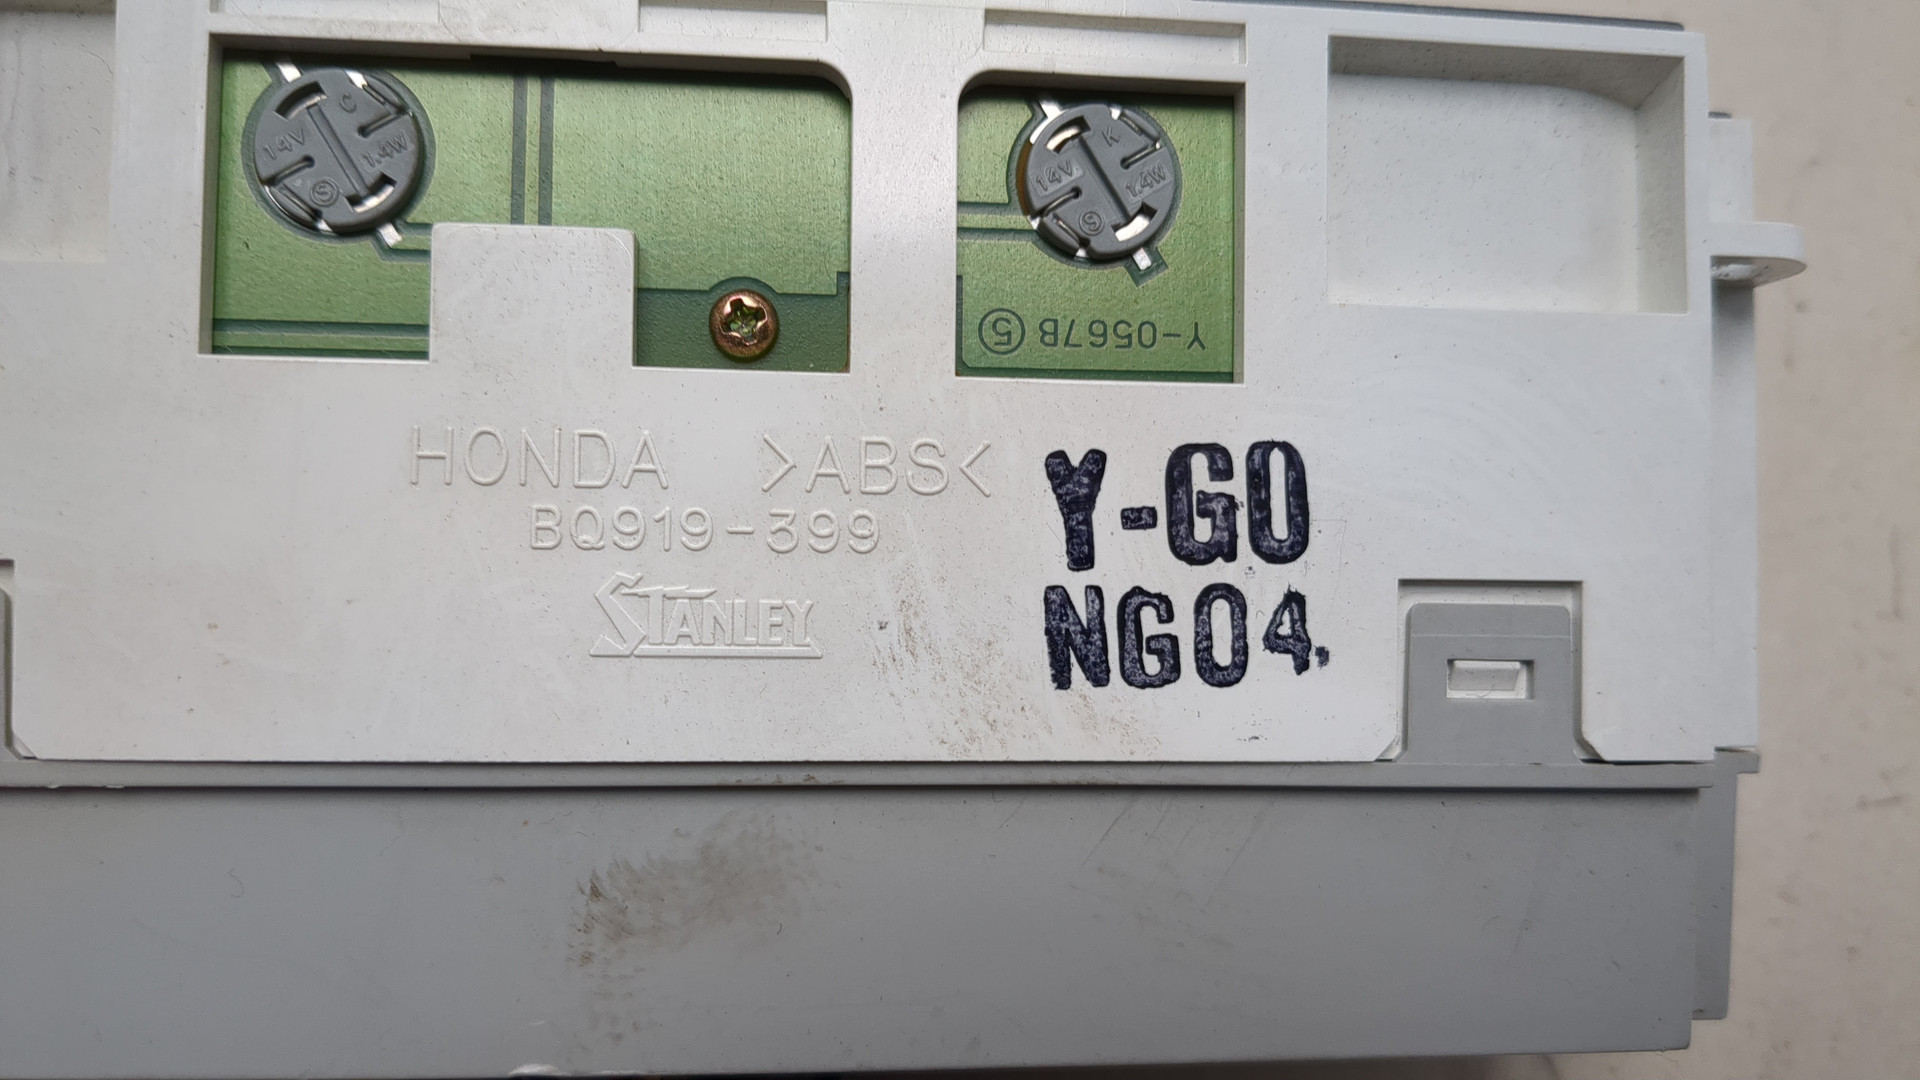 C
14V 1.4W
S
K
14V 1.4W
S
Y-0567B ⑤
HONDA >ABS<
BQ919-399
STANLEY
Y-G0
NG04.